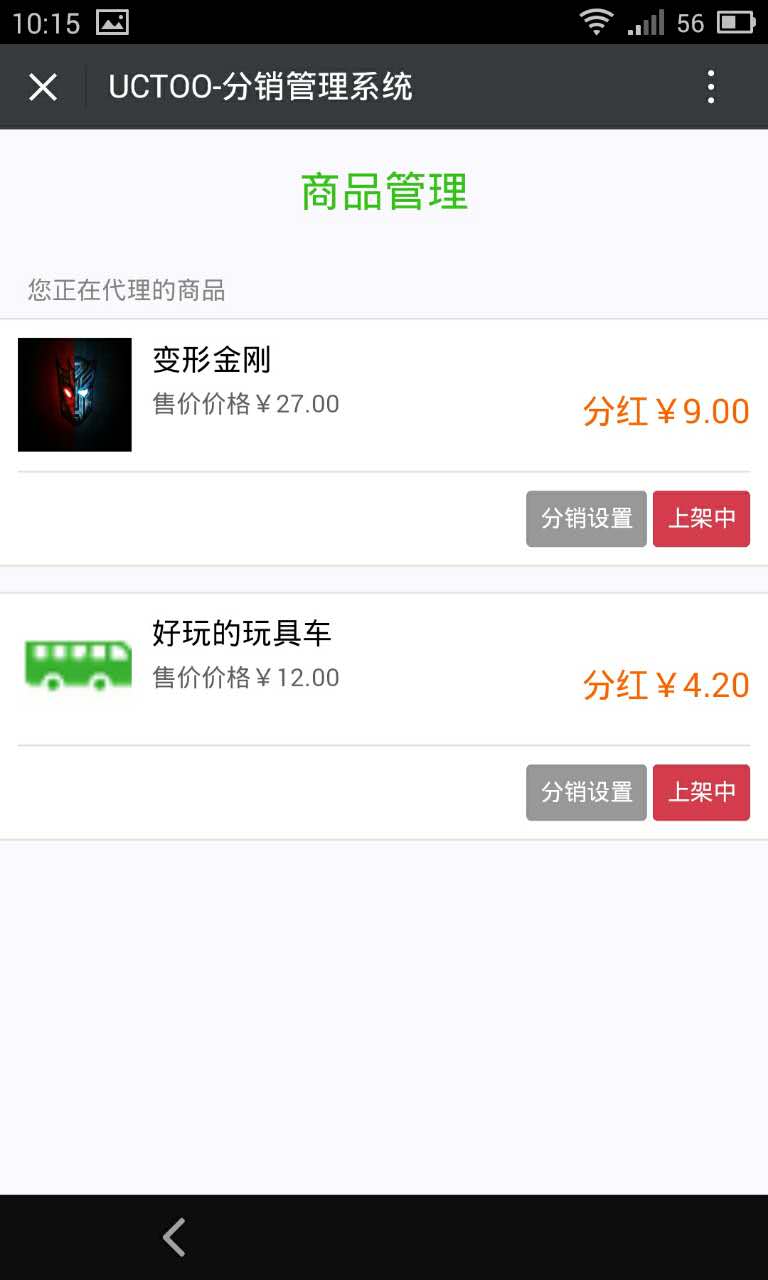 10:15 56
UCTOO-分销管理系统
商品管理
您正在代理的商品
变形金刚
售价价格￥27.00
分红￥9.00
分销设置 上架中
好玩的玩具车
售价价格￥12.00
分红￥4.20
分销设置 上架中